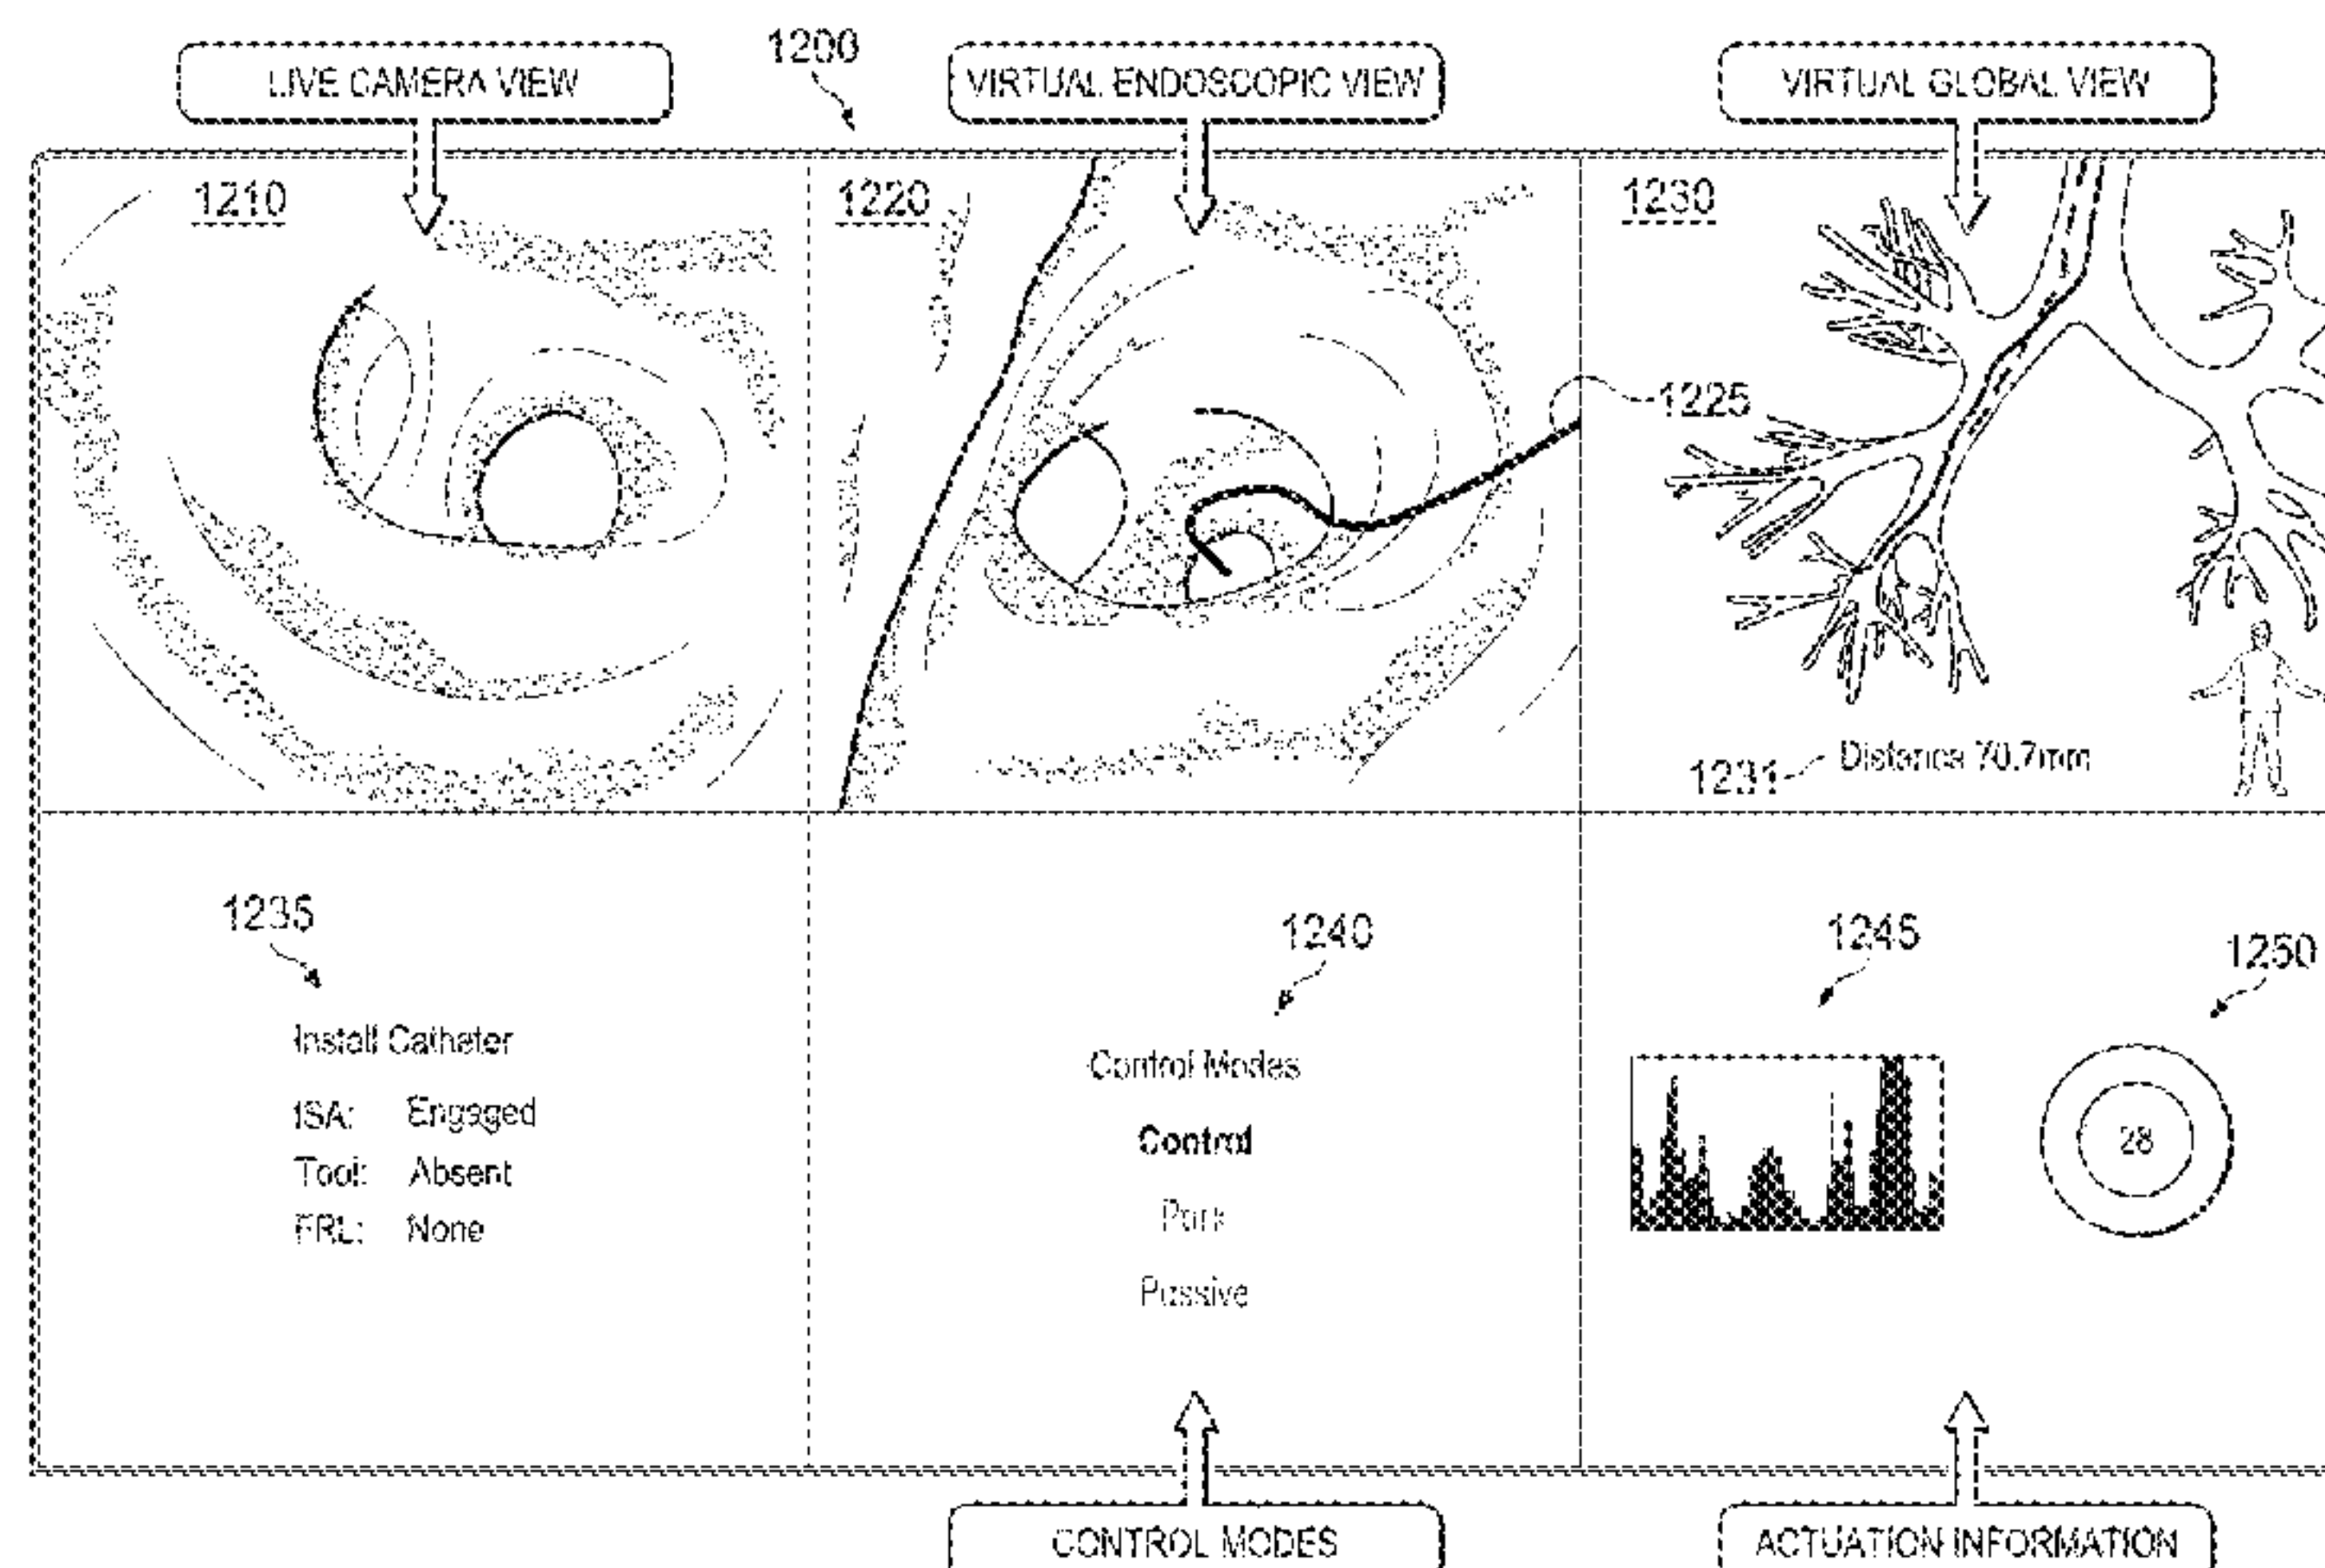 1200
LIVE CAMERA VIEW
VIRTUAL ENDOSCOPIC VIEW
VIRTUAL GLOBAL VIEW
1210
1220
1230
1225
1231
Distance 70.7mm
1235
1240
1245
1250
Install Catheter
ISA: Engaged
Tool: Absent
FRL: None
Control Modes
Control
Park
Passive
28
CONTROL MODES
ACTUATION INFORMATION